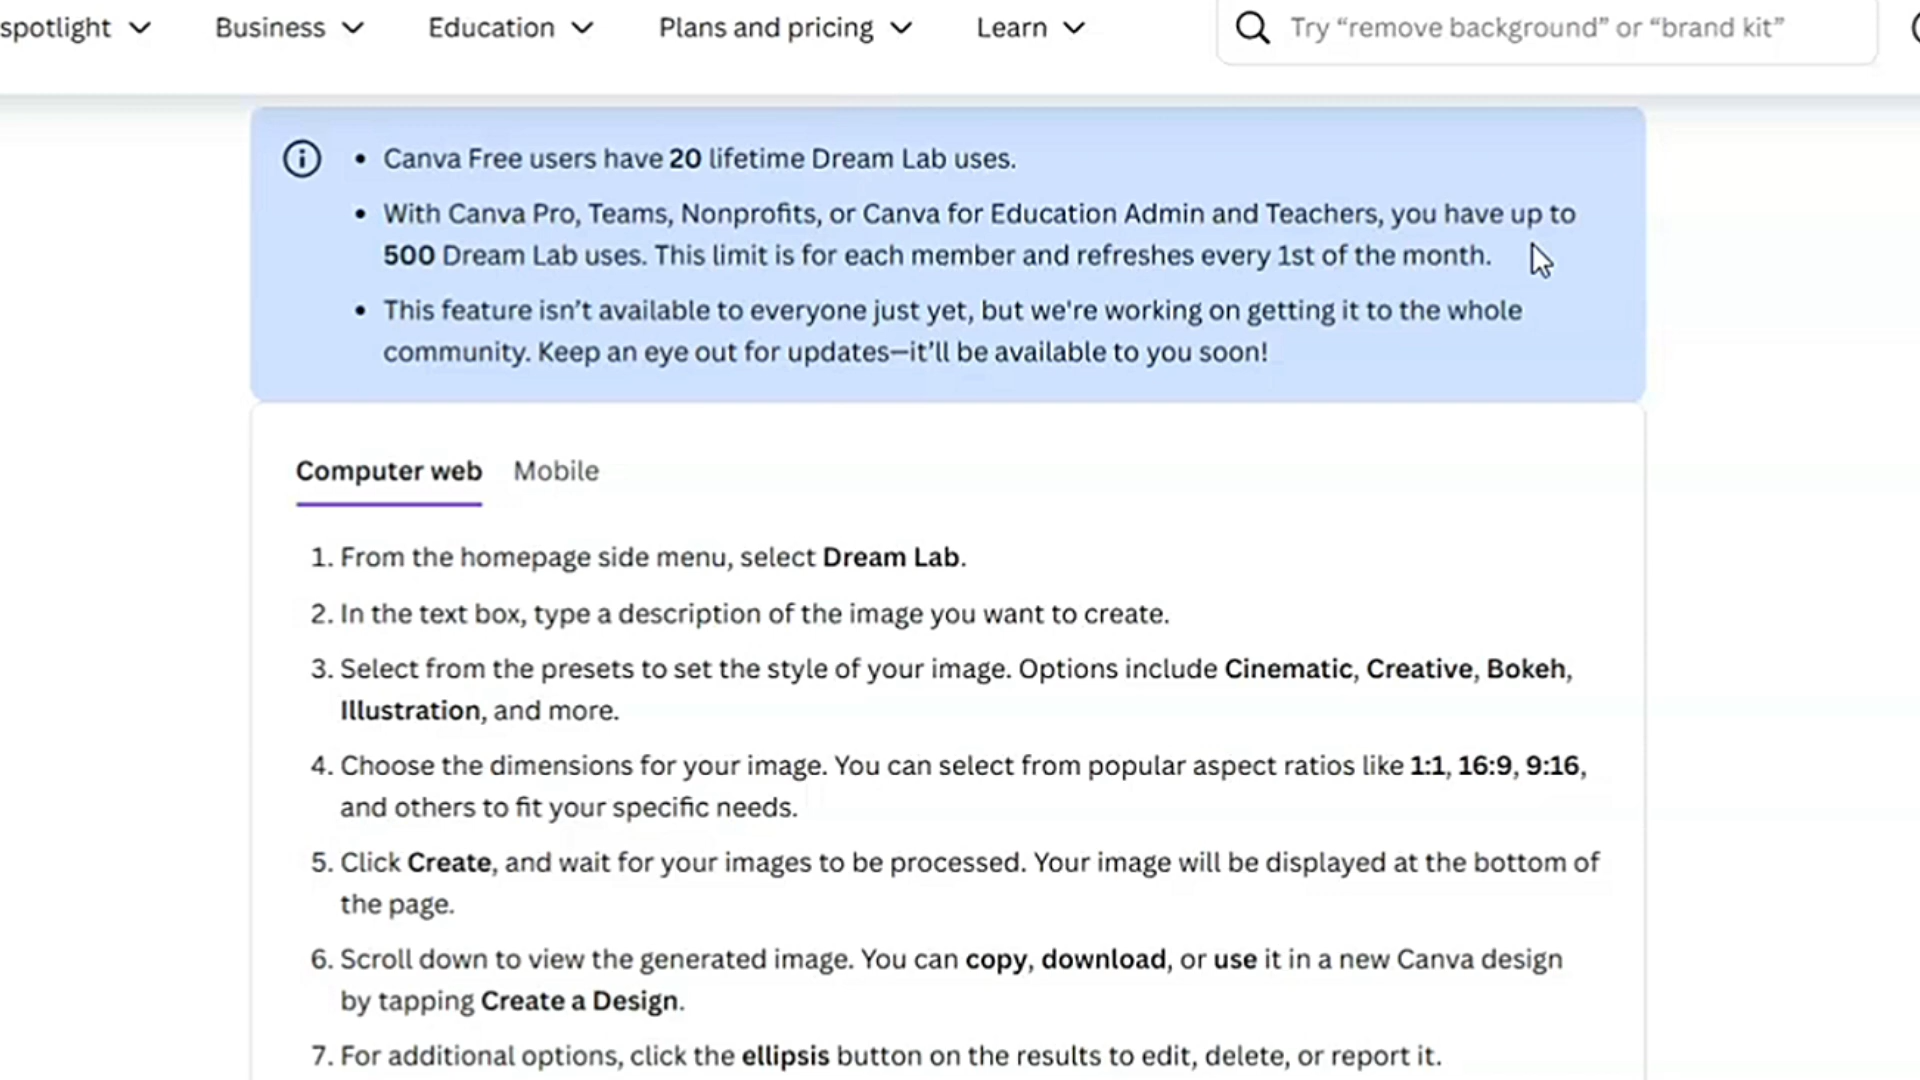 spotlight Business Education Plans and pricing Learn Try “remove background” or “brand kit”
• Canva Free users have 20 lifetime Dream Lab uses.
• With Canva Pro, Teams, Nonprofits, or Canva for Education Admin and Teachers, you have up to
500 Dream Lab uses. This limit is for each member and refreshes every 1st of the month.
• This feature isn’t available to everyone just yet, but we're working on getting it to the whole
community. Keep an eye out for updates—it’ll be available to you soon!
Computer web Mobile
1. From the homepage side menu, select Dream Lab.
2. In the text box, type a description of the image you want to create.
3. Select from the presets to set the style of your image. Options include Cinematic, Creative, Bokeh,
Illustration, and more.
4. Choose the dimensions for your image. You can select from popular aspect ratios like 1:1, 16:9, 9:16,
and others to fit your specific needs.
5. Click Create, and wait for your images to be processed. Your image will be displayed at the bottom of
the page.
6. Scroll down to view the generated image. You can copy, download, or use it in a new Canva design
by tapping Create a Design.
7. For additional options, click the ellipsis button on the results to edit, delete, or report it.